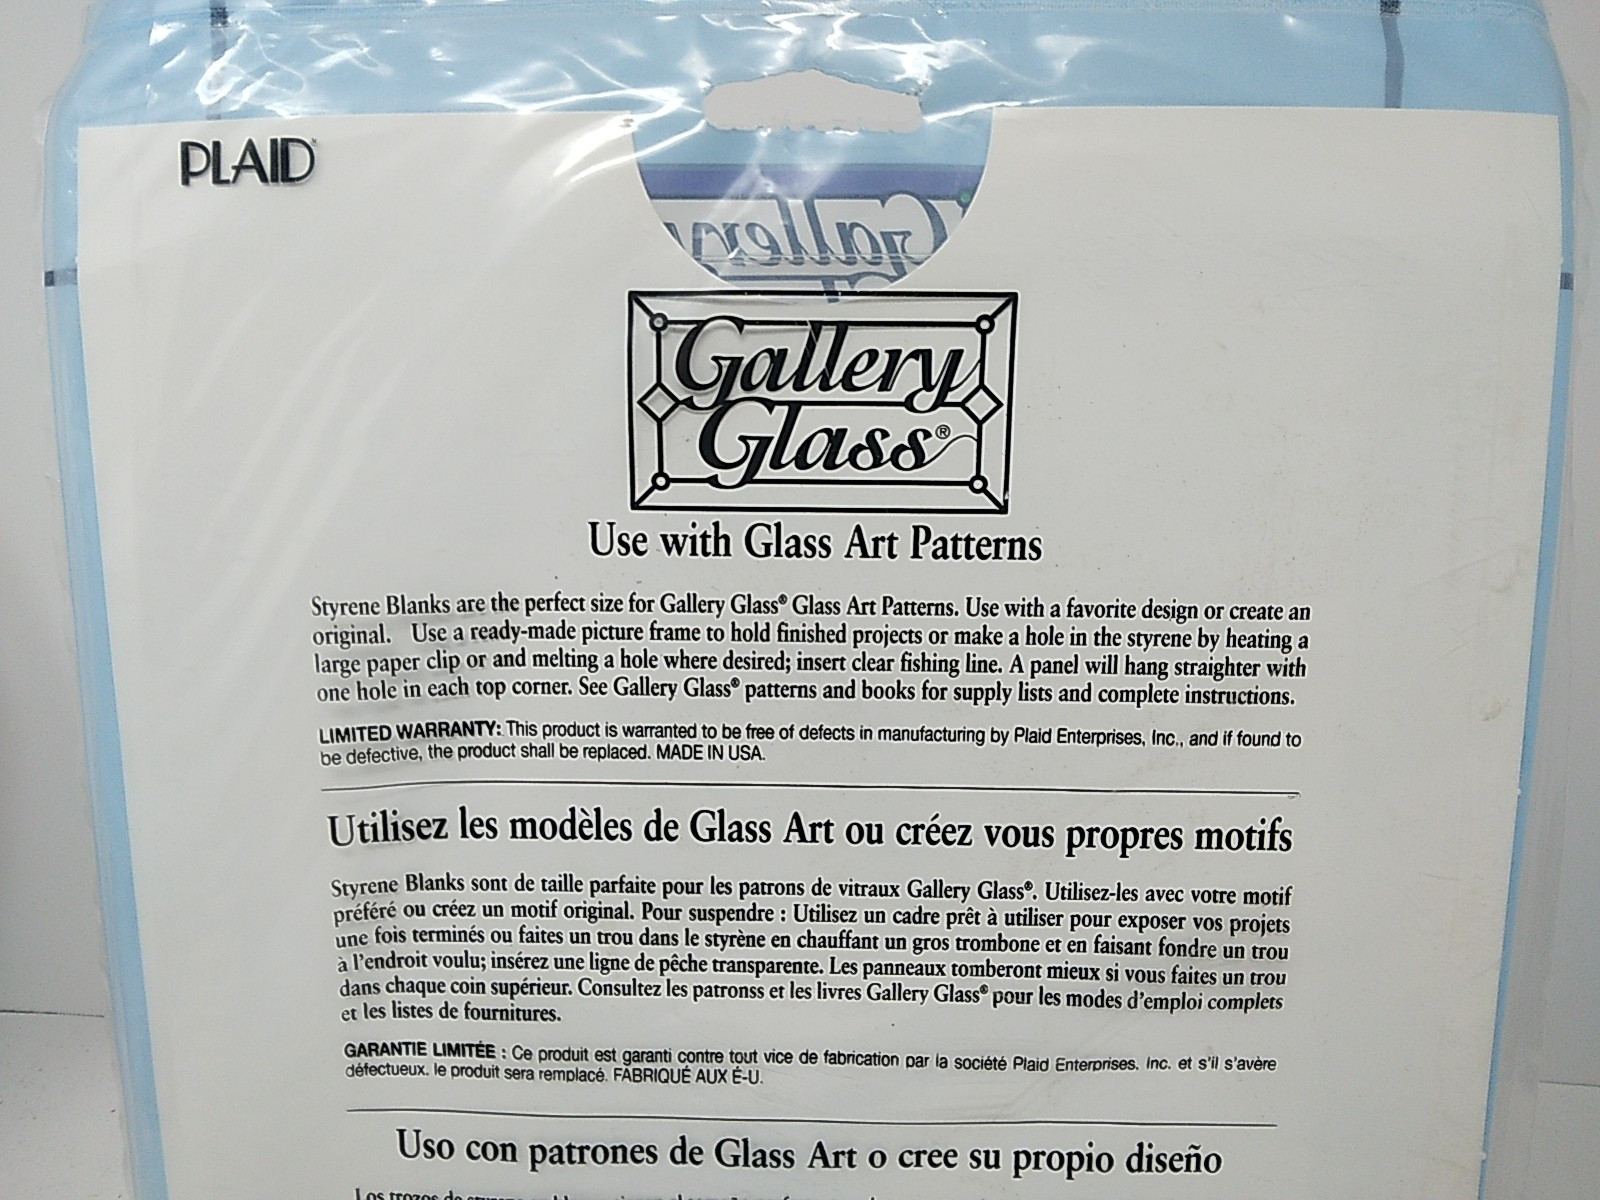 PLAID
Gallery
Gallery
Glass®
Use with Glass Art Patterns
Styrene Blanks are the perfect size for Gallery Glass® Glass Art Patterns. Use with a favorite design or create an
original. Use a ready-made picture frame to hold finished projects or make a hole in the styrene by heating a
large paper clip or and melting a hole where desired; insert clear fishing line. A panel will hang straighter with
one hole in each top corner. See Gallery Glass® patterns and books for supply lists and complete instructions.
LIMITED WARRANTY: This product is warranted to be free of defects in manufacturing by Plaid Enterprises, Inc., and if found to
be defective, the product shall be replaced. MADE IN USA.
Utilisez les modèles de Glass Art ou créez vous propres motifs
Styrene Blanks sont de taille parfaite pour les patrons de vitraux Gallery Glass®. Utilisez-les avec votre motif
préféré ou créez un motif original. Pour suspendre : Utilisez un cadre prêt à utiliser pour exposer vos projets
une fois terminés ou faites un trou dans le styrène en chauffant un gros trombone et en faisant fondre un trou
à l'endroit voulu; insérez une ligne de pêche transparente. Les panneaux tomberont mieux si vous faites un trou
dans chaque coin supérieur. Consultez les patronss et les livres Gallery Glass® pour les modes d'emploi complets
et les listes de fournitures.
GARANTIE LIMITÉE : Ce produit est garanti contre tout vice de fabrication par la société Plaid Enterprises, Inc. et s'il s'avère
défectueux, le produit sera remplacé. FABRIQUÉ AUX É-U.
Uso con patrones de Glass Art o cree su propio diseño
Los trozos de